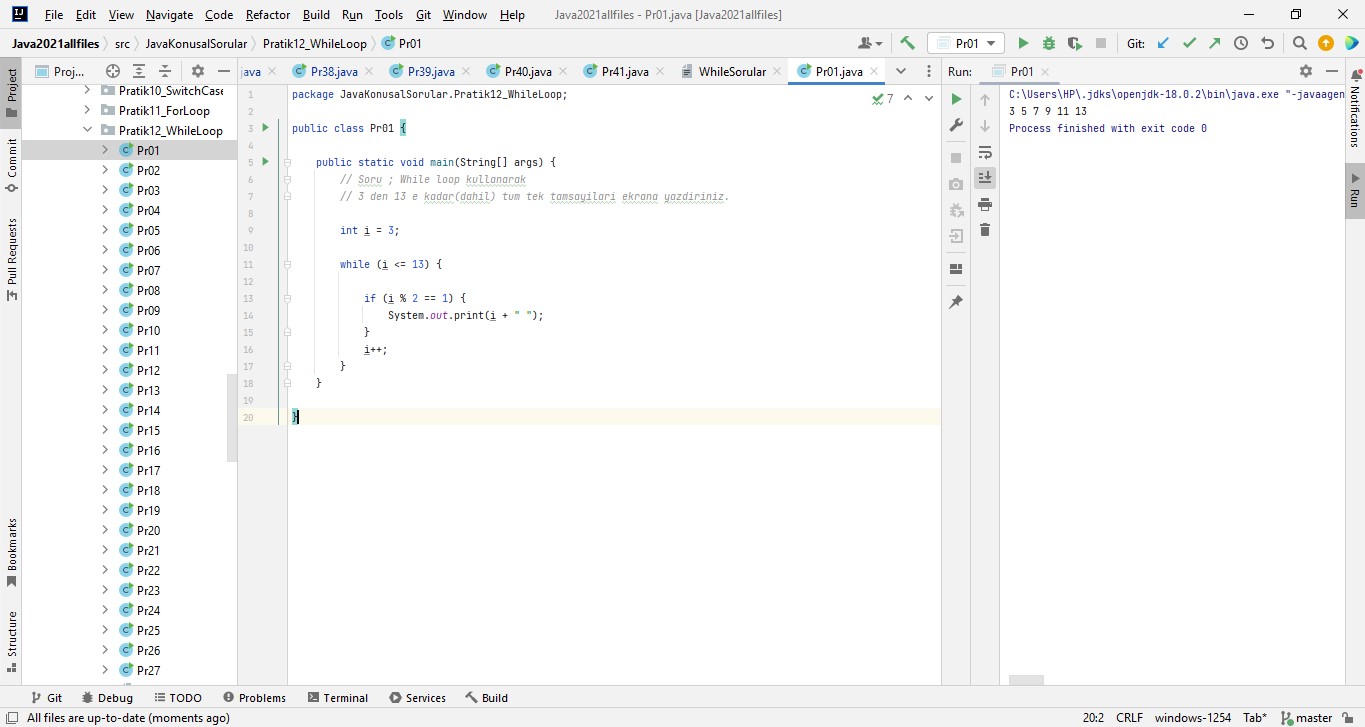 File Edit View Navigate Code Refactor Build Run Tools Git Window Help Java2021allfiles - Pr01.java [Java2021allfiles]
Java2021allfiles src JavaKonusalSorular Pratik12_WhileLoop Pr01 Pr01 Git:
Project
Commit
Pull Requests
Bookmarks
Structure
Proj...
Pratik10_SwitchCase
Pratik11_ForLoop
Pratik12_WhileLoop
Pr01
Pr02
Pr03
Pr04
Pr05
Pr06
Pr07
Pr08
Pr09
Pr10
Pr11
Pr12
Pr13
Pr14
Pr15
Pr16
Pr17
Pr18
Pr19
Pr20
Pr21
Pr22
Pr23
Pr24
Pr25
Pr26
Pr27
java Pr38.java Pr39.java Pr40.java Pr41.java WhileSorular Pr01.java
7
1 package JavaKonusalSorular.Pratik12_WhileLoop;
2
3 public class Pr01 {
4
5 public static void main(String[] args) {
6 // Soru ; While loop kullanarak
7 // 3 den 13 e kadar(dahil) tum tek tamsayilari ekrana yazdiriniz.
8
9 int i = 3;
10
11 while (i <= 13) {
12
13 if (i % 2 == 1) {
14 System.out.print(i + " ");
15 }
16 i++;
17 }
18 }
19
20 }
Run: Pr01
C:\Users\HP\.jdks\openjdk-18.0.2\bin\java.exe "-javaagen
3 5 7 9 11 13
Process finished with exit code 0
Notifications
Run
Git Debug TODO Problems Terminal Services Build
All files are up-to-date (moments ago) 20:2 CRLF windows-1254 Tab* master